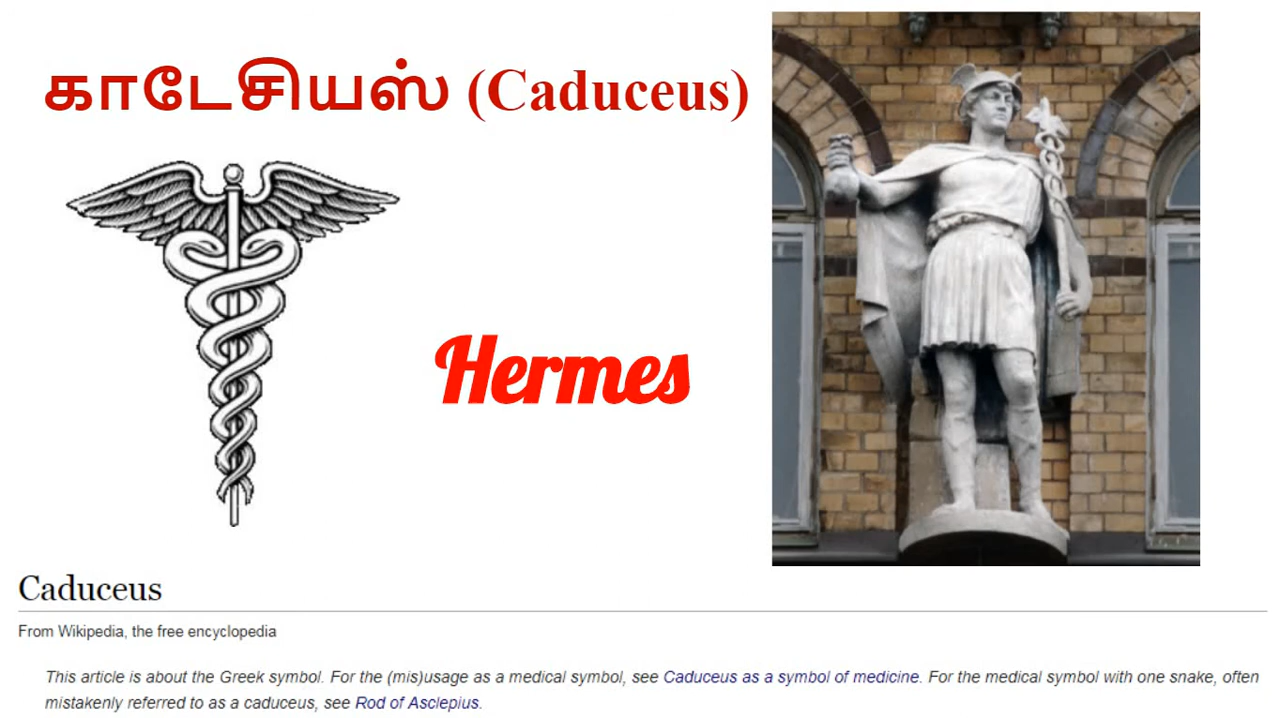 காடேசியஸ் (Caduceus)
Hermes
Caduceus
From Wikipedia, the free encyclopedia
This article is about the Greek symbol. For the (mis)usage as a medical symbol, see Caduceus as a symbol of medicine. For the medical symbol with one snake, often
mistakenly referred to as a caduceus, see Rod of Asclepius.